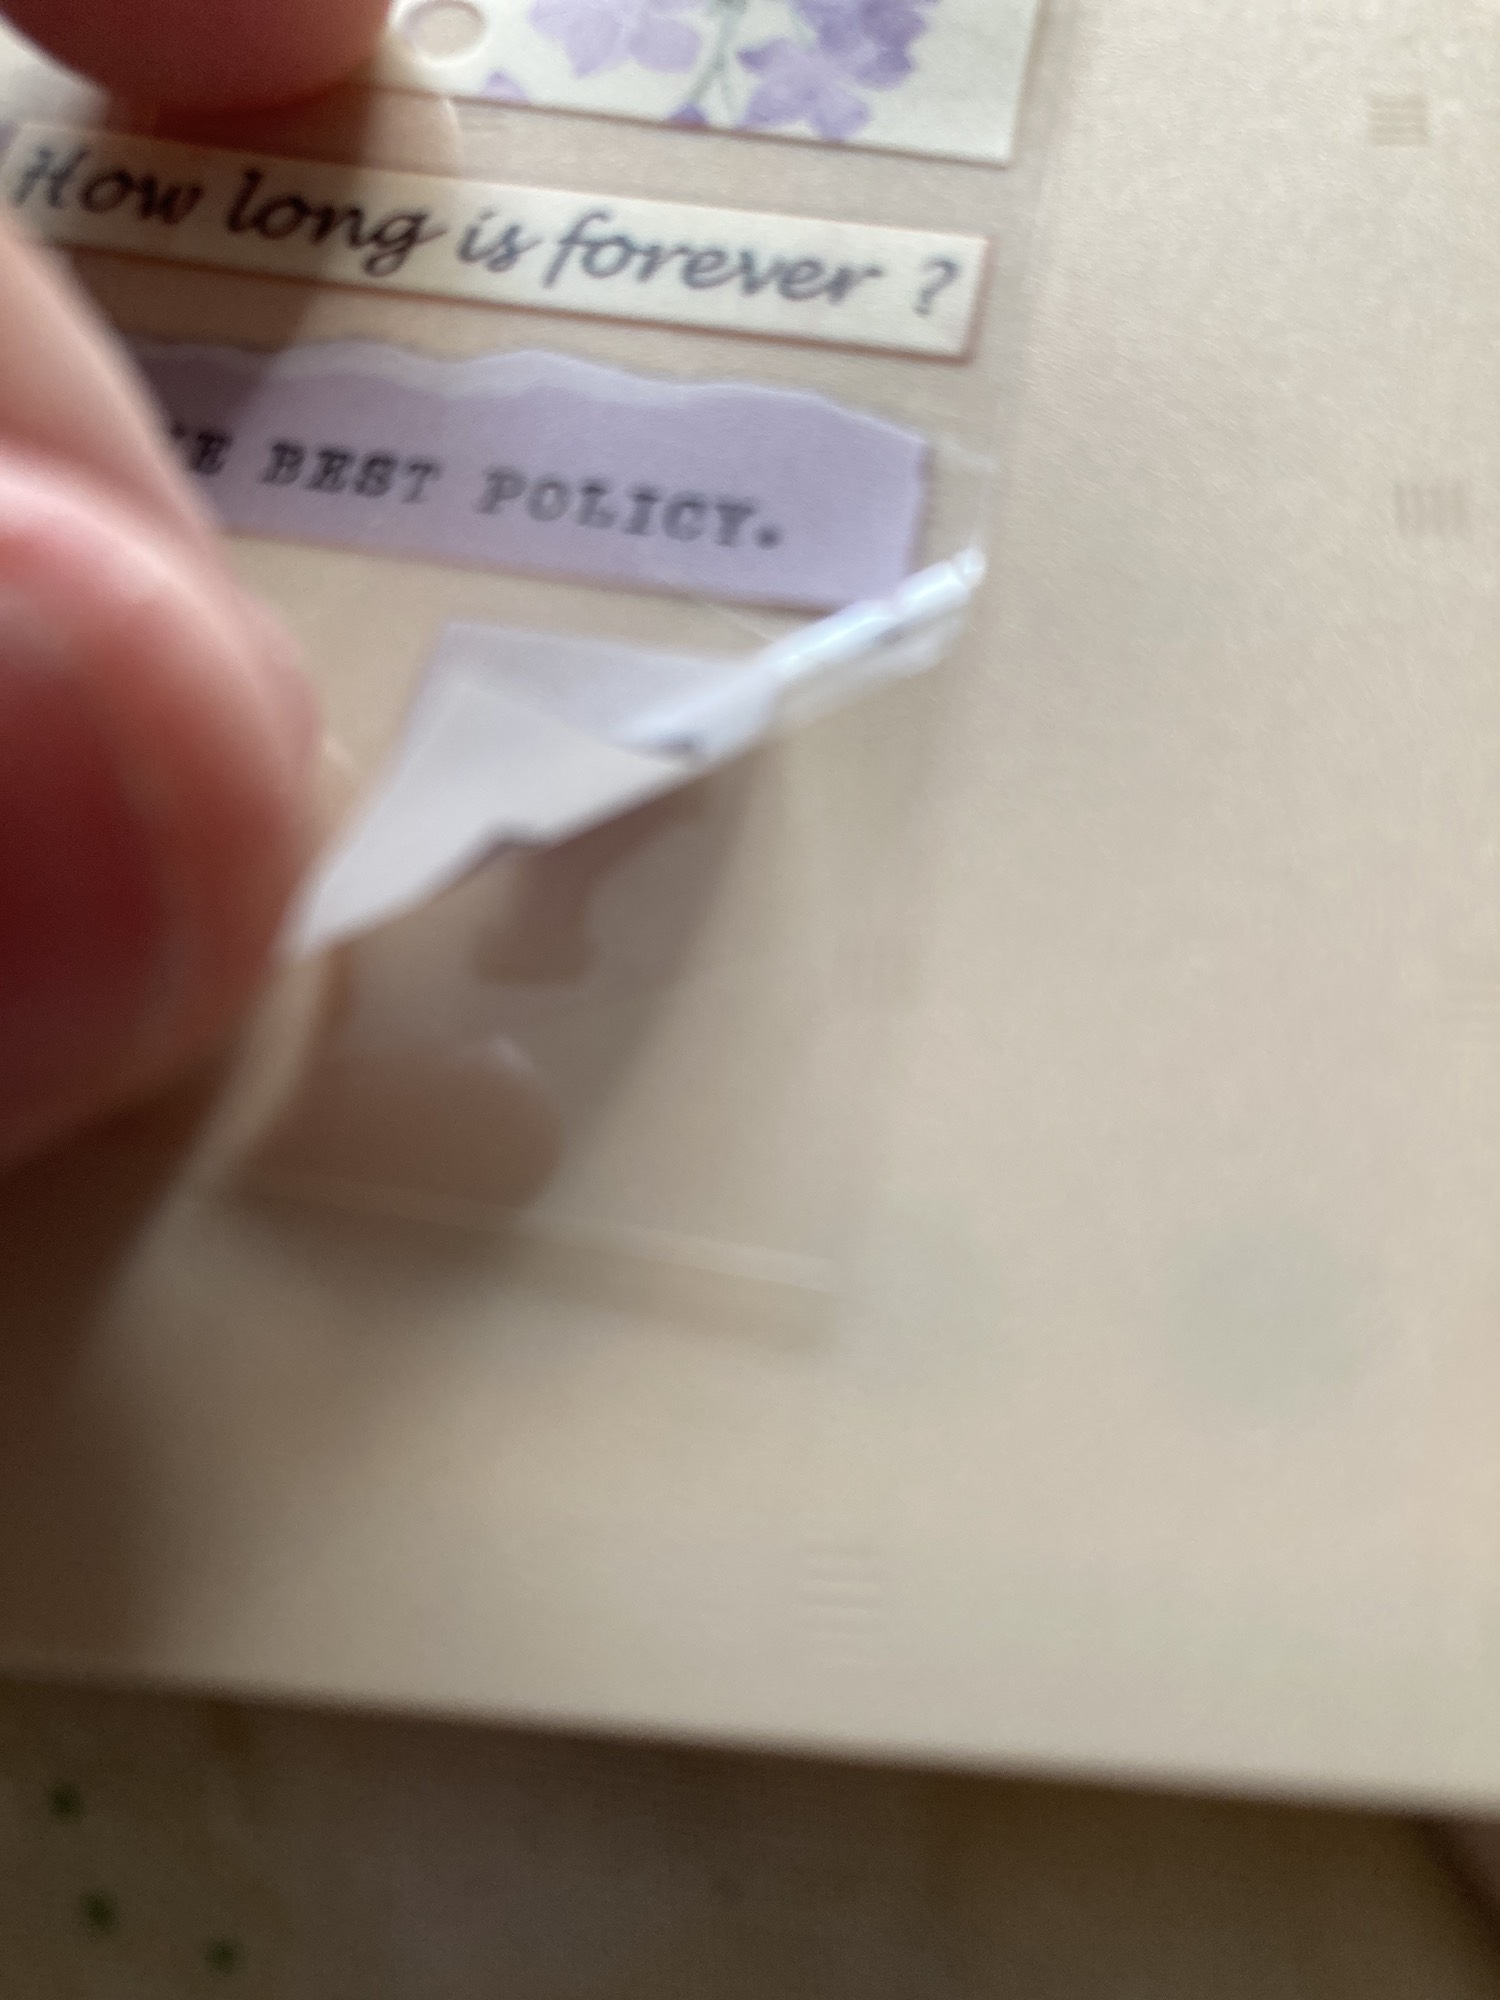 How long is forever ?
BEST POLICY.